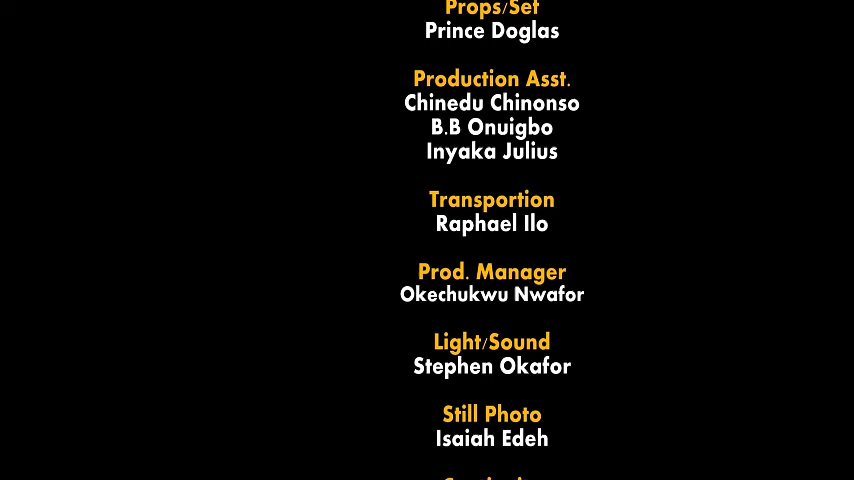 Props/Set
Prince Doglas
Production Asst.
Chinedu Chinonso
B.B Onuigbo
Inyaka Julius
Transportion
Raphael Ilo
Prod. Manager
Okechukwu Nwafor
Light/Sound
Stephen Okafor
Still Photo
Isaiah Edeh